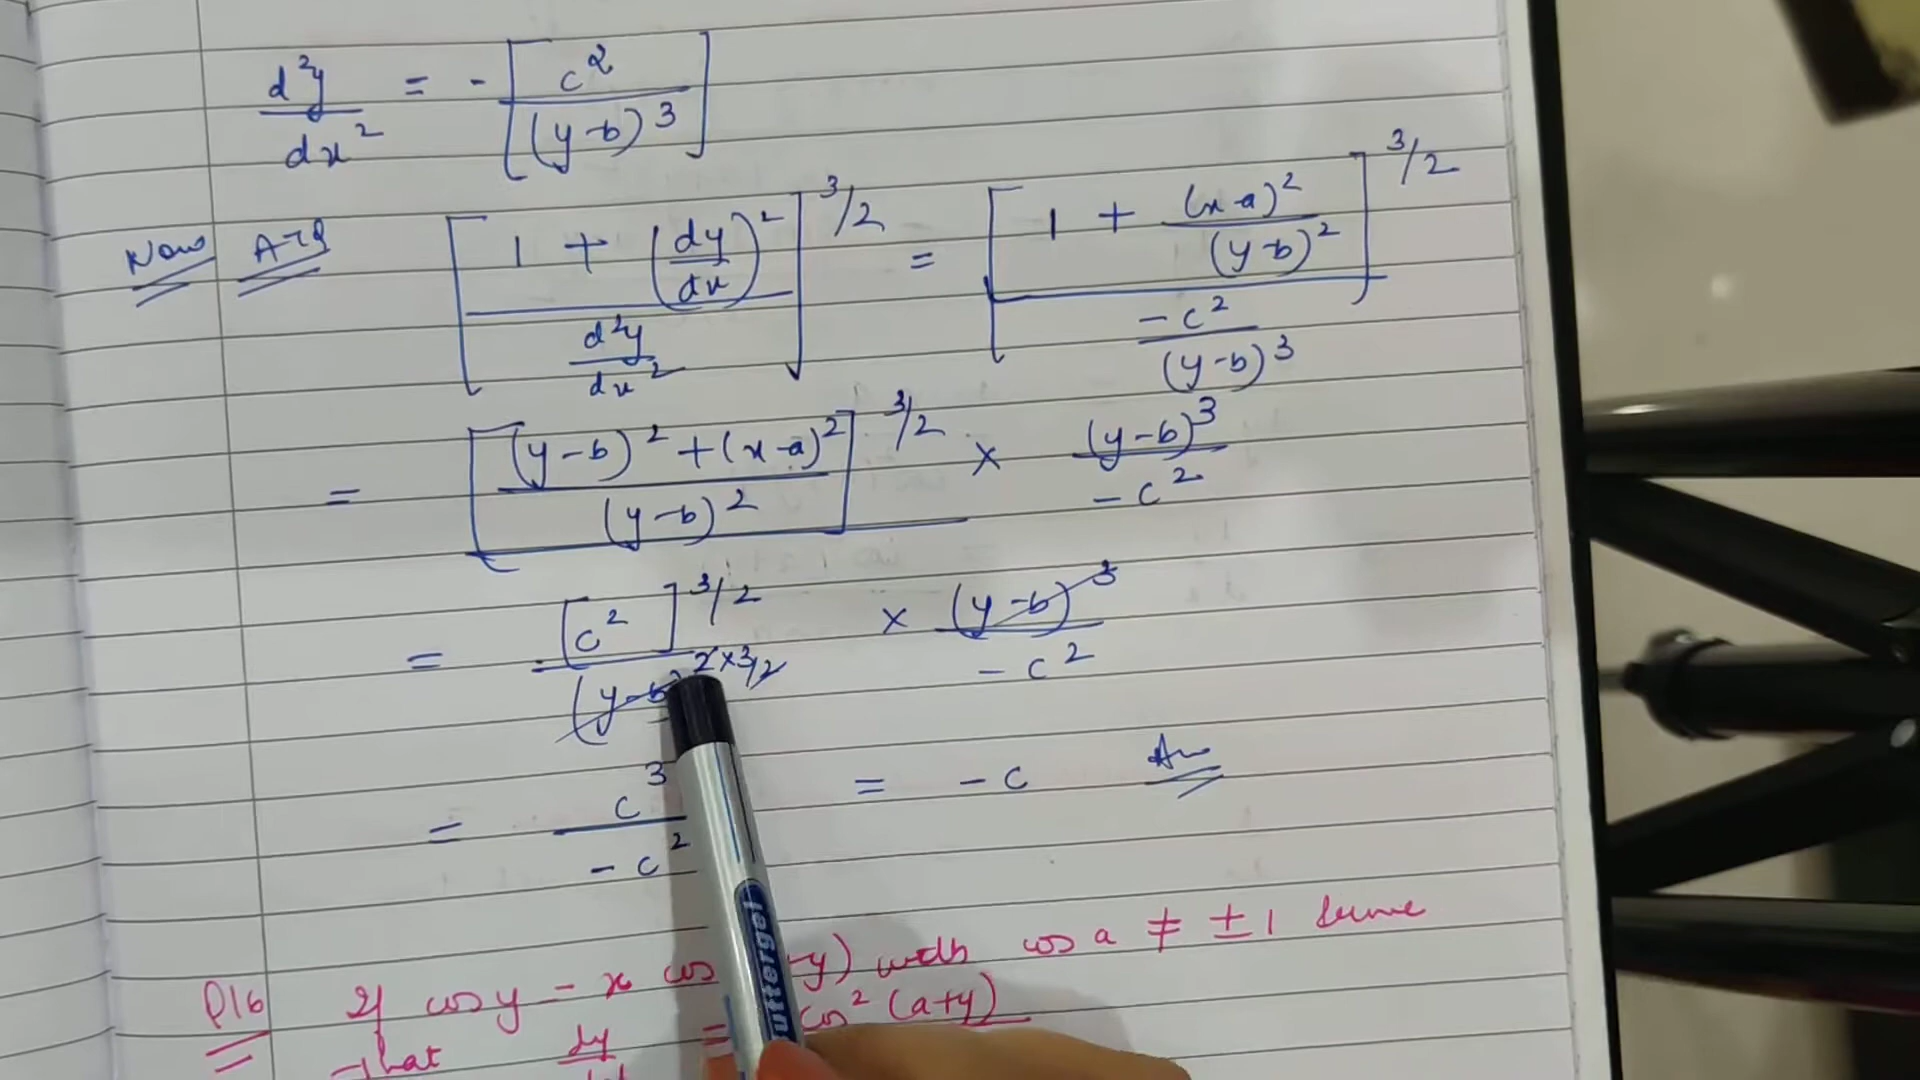 d²y/dx² = - [c²/(y-b)³]
Now ATQ [1 + (dy/dx)² / d²y/dx²]^3/2 = [1 + (x-a)²/(y-b)²]^3/2 / -c²/(y-b)³
= [(y-b)² + (x-a)² / (y-b)²]^3/2 × (y-b)³/-c²
= [c²]^3/2 / (y-b)^2×3/2 × (y-b)³/-c²
= c³/-c² = -c Ans
Q16 If cos y = x cos y) with cos a ≠ ±1
that dy = cos² (a+y)
uttergel